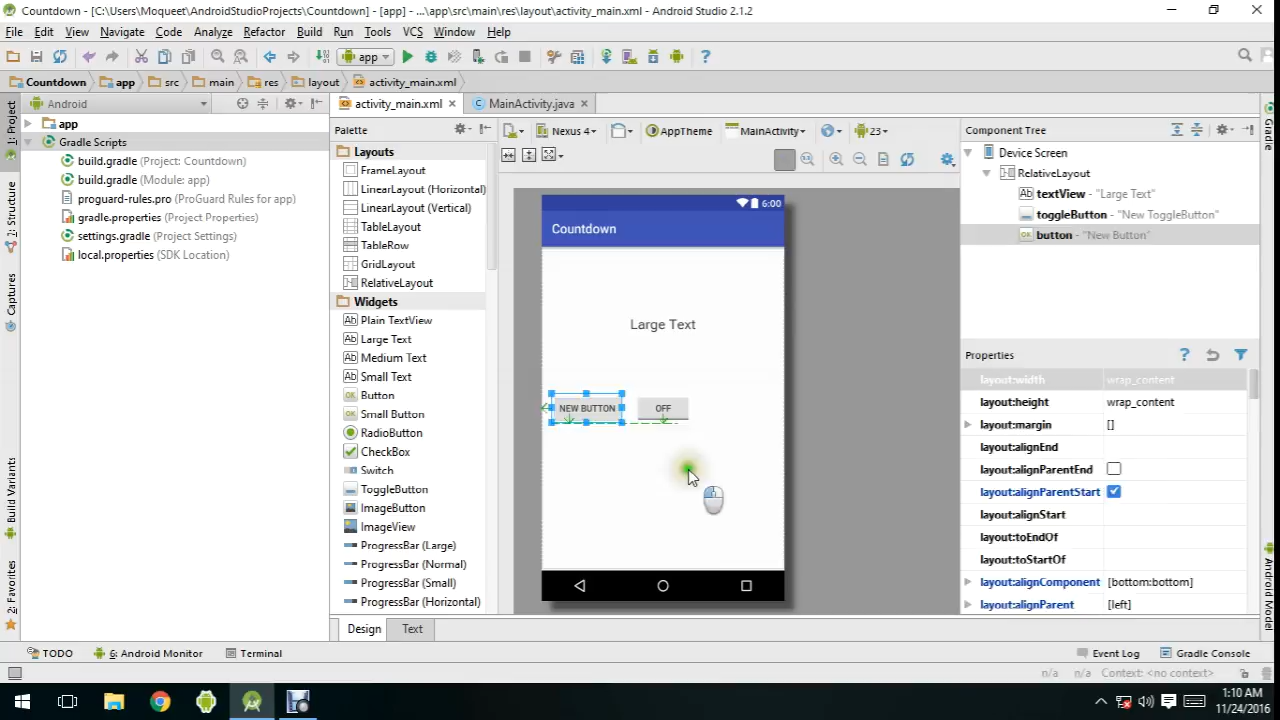 Countdown - [C:\Users\Moqueet\AndroidStudioProjects\Countdown] - [app] - ...\app\src\main\res\layout\activity_main.xml - Android Studio 2.1.2
File Edit View Navigate Code Analyze Refactor Build Run Tools VCS Window Help
app
Countdown app src main res layout activity_main.xml
1: Project
2: Structure
Captures
Build Variants
2: Favorites
Android
app
Gradle Scripts
build.gradle (Project: Countdown)
build.gradle (Module: app)
proguard-rules.pro (ProGuard Rules for app)
gradle.properties (Project Properties)
settings.gradle (Project Settings)
local.properties (SDK Location)
activity_main.xml MainActivity.java
Palette
Layouts
FrameLayout
LinearLayout (Horizontal)
LinearLayout (Vertical)
TableLayout
TableRow
GridLayout
RelativeLayout
Widgets
Plain TextView
Large Text
Medium Text
Small Text
Button
Small Button
RadioButton
CheckBox
Switch
ToggleButton
ImageButton
ImageView
ProgressBar (Large)
ProgressBar (Normal)
ProgressBar (Small)
ProgressBar (Horizontal)
Design Text
Nexus 4 AppTheme MainActivity 23
6:00
Countdown
Large Text
NEW BUTTON OFF
Component Tree
Device Screen
RelativeLayout
textView - "Large Text"
toggleButton - "New ToggleButton"
button - "New Button"
Properties
layout:width wrap_content
layout:height wrap_content
layout:margin []
layout:alignEnd
layout:alignParentEnd
layout:alignParentStart
layout:alignStart
layout:toEndOf
layout:toStartOf
layout:alignComponent [bottom:bottom]
layout:alignParent [left]
Gradle
Android Model
TODO 6: Android Monitor Terminal Event Log Gradle Console
n/a n/a Context: <no context>
1:10 AM
11/24/2016